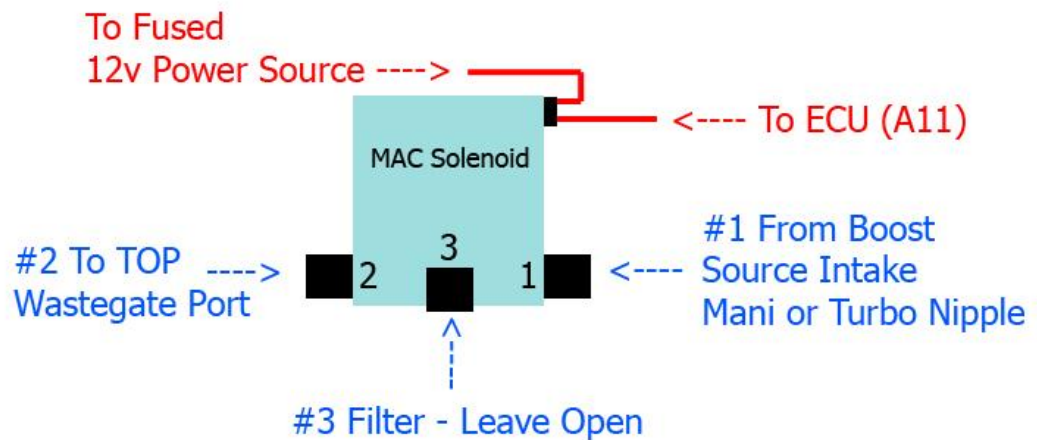 To Fused
12v Power Source ---->
<---- To ECU (A11)
MAC Solenoid
#1 From Boost
Source Intake
Mani or Turbo Nipple
<----
#2 To TOP
Wastegate Port
---->
2
3
1
<----
#3 Filter - Leave Open